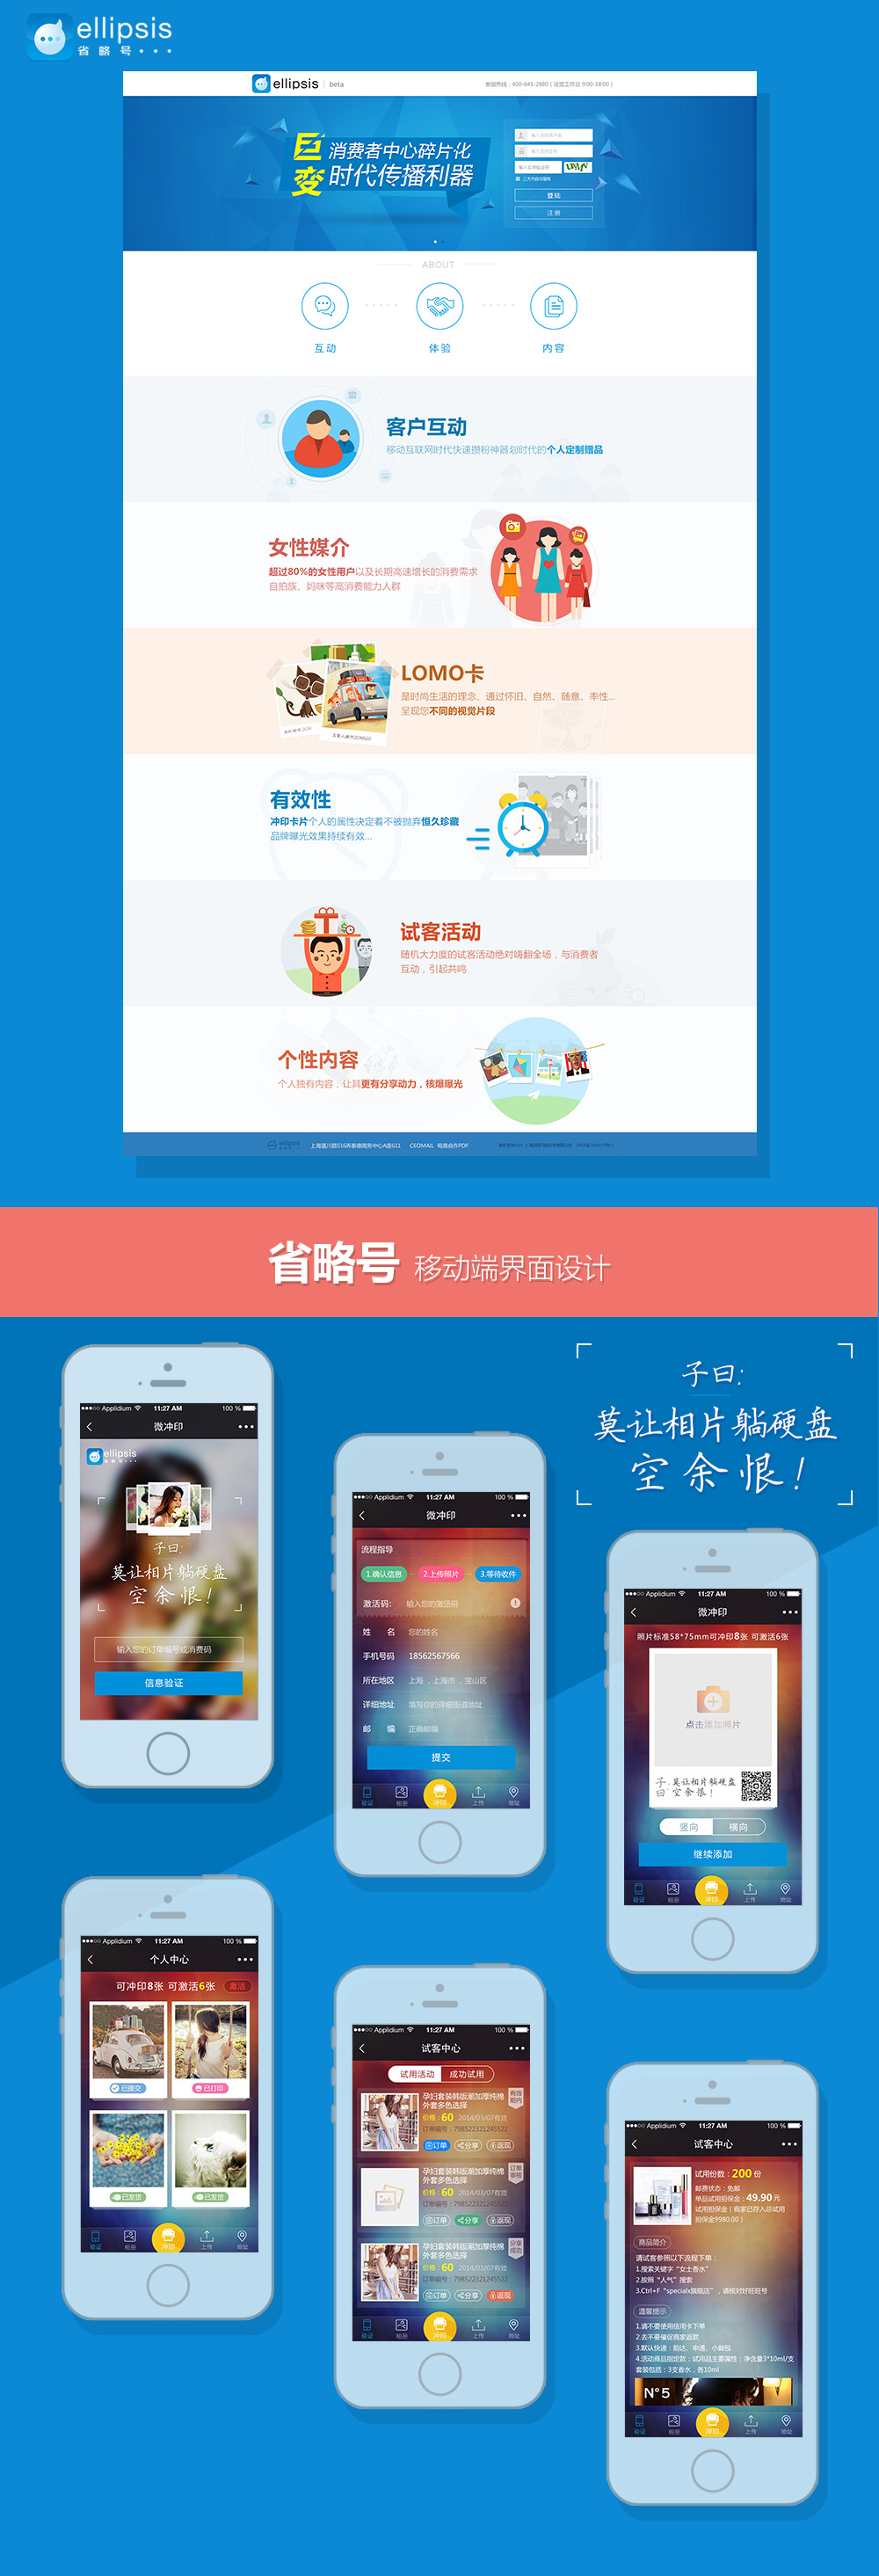 ellipsis
省略号•••
ellipsis beta
客服热线：400-645-2880 ( 法定工作日 9:00-18:00 )
巨变
消费者中心碎片化
时代传播利器
登陆
注册
ABOUT
互动
体验
内容
客户互动
移动互联网时代快速攒粉神器划时代的个人定制赠品
女性媒介
超过80%的女性用户以及长期高速增长的消费需求
自拍族、妈咪等高消费能力人群
LOMO卡
是时尚生活的理念、通过怀旧、自然、随意、率性...
呈现您不同的视觉片段
有效性
冲印卡片个人的属性决定着不被抛弃恒久珍藏
品牌曝光效果持续有效...
试客活动
随机大力度的试客活动绝对嗨翻全场，与消费者
互动，引起共鸣
个性内容
个人独有内容，让其更有分享动力，核爆曝光
ellipsis
CEOMAIL 电商合作PDF
省略号 移动端界面设计
Applidium 11:27 AM 100 %
微冲印
ellipsis
省略号•••
子曰:
莫让相片躺硬盘
空余恨!
输入您的订单编号或消费码
信息验证
子曰:
莫让相片躺硬盘
空余恨!
Applidium 11:27 AM 100 %
微冲印
流程指导
1.确认信息
2.上传照片
3.等待收件
激活码: 输入您的激活码
姓 名 您的姓名
手机号码 18562567566
所在地区 上海 , 上海市 , 宝山区
详细地址 填写你的详细街道地址
邮 编 正确邮编
提交
验证 相册 冲印 上传 地址
Applidium 11:27 AM 100 %
微冲印
照片标准58*75mm可冲印8张 可激活6张
点击添加照片
子曰:莫让相片躺硬盘
空余恨!
竖向 横向
继续添加
验证 相册 冲印 上传 地址
Applidium 11:27 AM 100 %
个人中心
可冲印8张 可激活6张 激活
已提交
已打印
已发货
已发货
验证 相册 冲印 上传 地址
Applidium 11:27 AM 100 %
试客中心
试用活动 成功试用
孕妇套装韩版潮加厚纯棉
外套多色选择
有效期内
价格：60 2014/03/07有效
订单编号：798522321245522
订单 分享 返现
孕妇套装韩版潮加厚纯棉
外套多色选择
价格：60 2014/03/07有效
订单编号：798522321245522
订单 分享 返现
孕妇套装韩版潮加厚纯棉
外套多色选择
分享成功
价格：60 2014/03/07有效
订单编号：798522321245522
订单 分享 返现
验证 相册 冲印 上传 地址
Applidium 11:27 AM 100 %
试客中心
试用份数：200 份
邮费状态：免邮
单品试用担保金：49.90 元
试用担保金（商家已存入总试用
担保金9980.00）
商品简介
请试客参照以下流程下单：
1.搜索关键字“女士香水”
2.按照“人气”搜索
3.Ctrl+F“specialx旗舰店”，请核对好旺旺号
温馨提示
1.请不要使用信用卡下单
2.去不要催促商家返款
3.默认快递：韵达、申通、小邮包
4.活动商品指定款：试用品主要属性：净含量3*10ml/支
套装包括：3支香水，各10ml
N°5
验证 相册 冲印 上传 地址